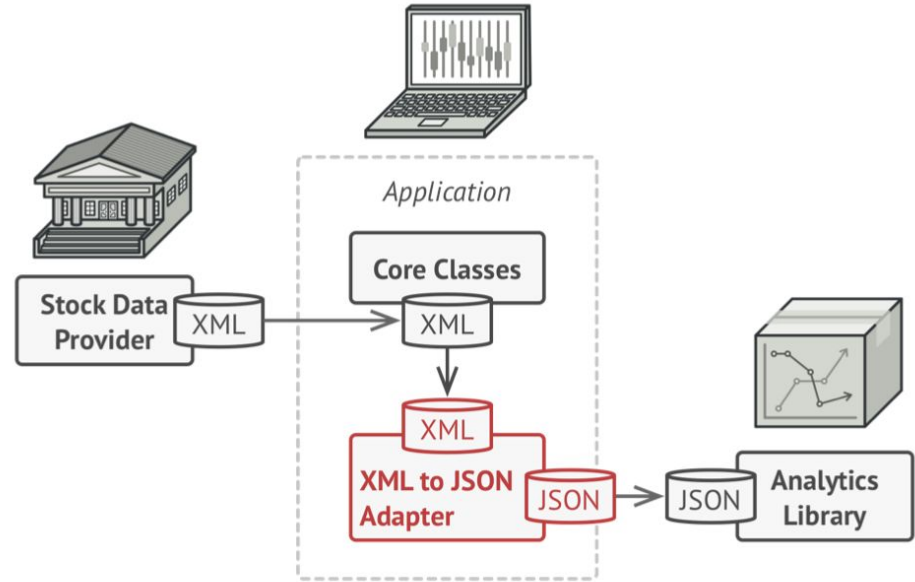 Application
Core Classes
XML
Stock Data
Provider
XML
XML
XML to JSON
Adapter
JSON
JSON
Analytics
Library